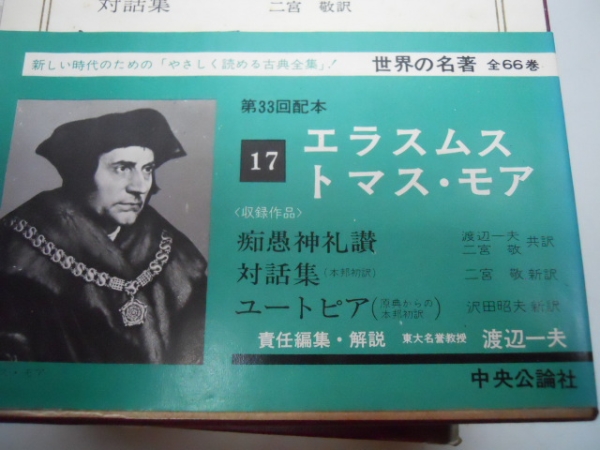 対話集 二宮 敬訳
新しい時代のための「やさしく読める古典全集」! 世界の名著 全66巻
第33回配本
17 エラスムス
トマス・モア
〈収録作品〉
痴愚神礼讃 渡辺一夫 二宮 敬 共訳
対話集(本邦初訳) 二宮 敬 新訳
ユートピア(原典からの本邦初訳) 沢田昭夫 新訳
責任編集・解説 東大名誉教授 渡辺一夫
中央公論社